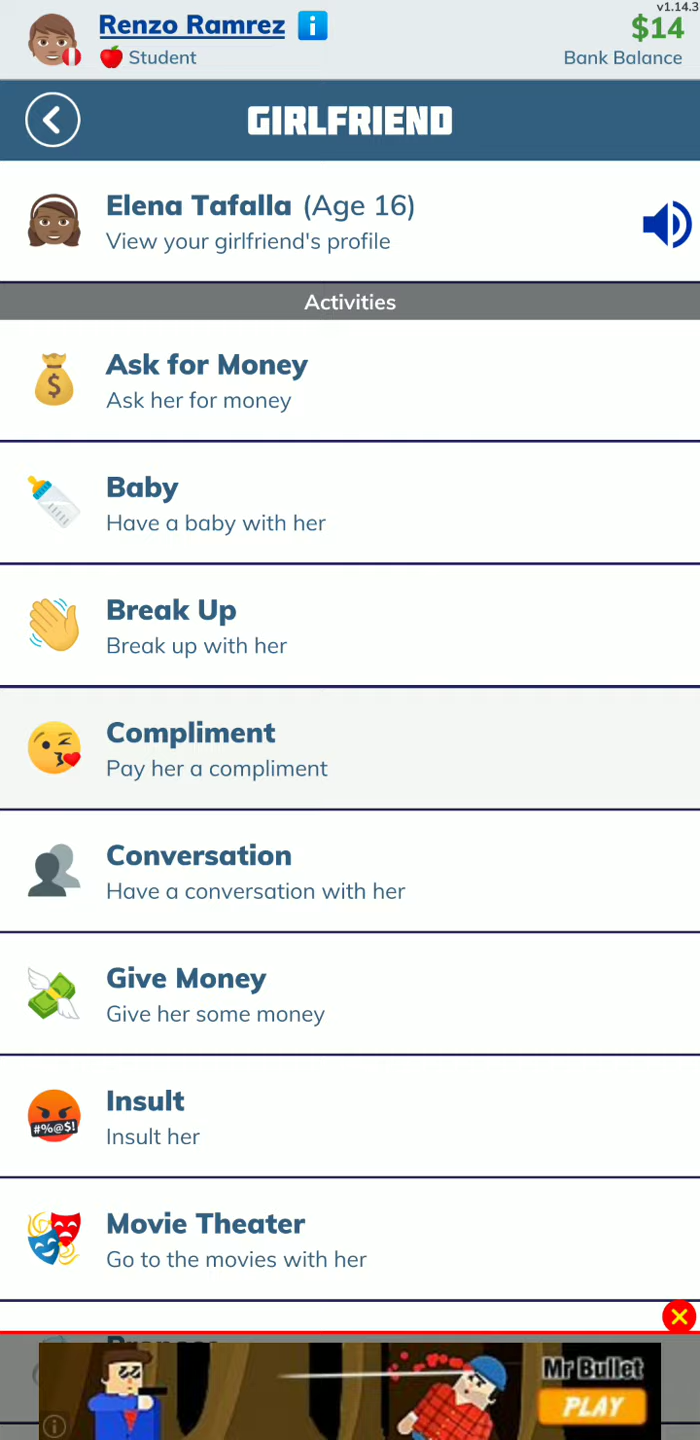 v1.14.3
Renzo Ramrez
$14
Student
Bank Balance
GIRLFRIEND
Elena Tafalla (Age 16)
View your girlfriend's profile
Activities
Ask for Money
Ask her for money
Baby
Have a baby with her
Break Up
Break up with her
Compliment
Pay her a compliment
Conversation
Have a conversation with her
Give Money
Give her some money
#%@$!
Insult
Insult her
Movie Theater
Go to the movies with her
Mr Bullet
PLAY